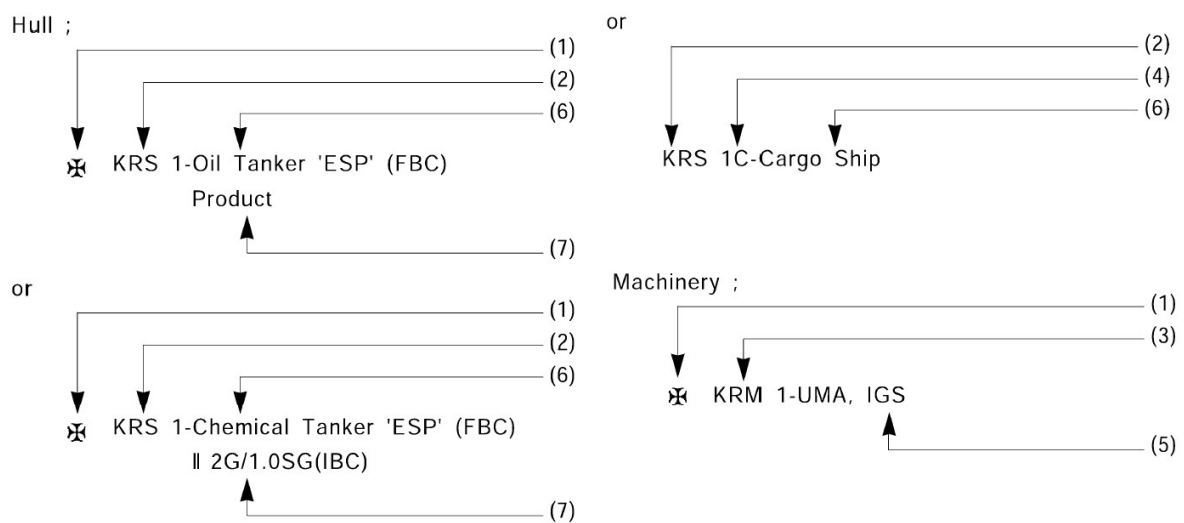 Hull ;
(1)
(2)
(6)
✠ KRS 1-Oil Tanker 'ESP' (FBC)
Product
(7)
or
(1)
(2)
(6)
✠ KRS 1-Chemical Tanker 'ESP' (FBC)
Ⅱ 2G/1.0SG(IBC)
(7)
or
(2)
(4)
(6)
KRS 1C-Cargo Ship
Machinery ;
(1)
(3)
✠ KRM 1-UMA, IGS
(5)